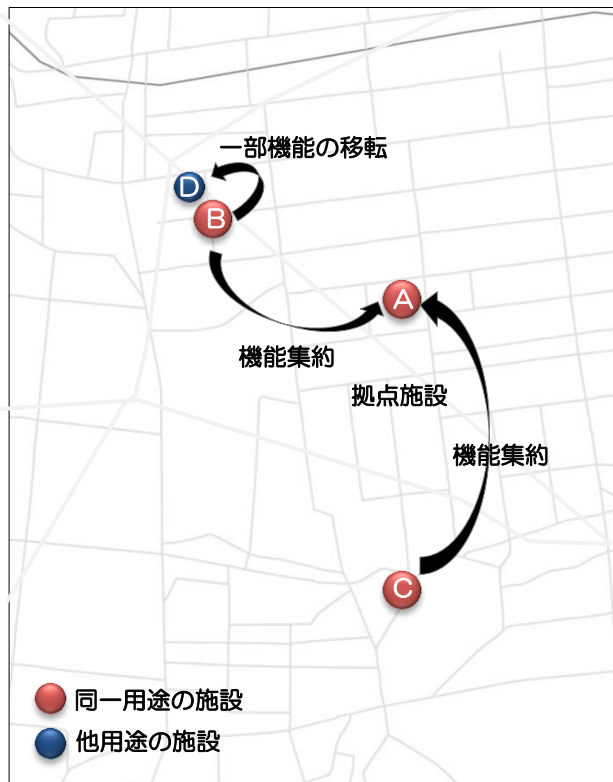 一部機能の移転
D
B
A
機能集約
拠点施設
機能集約
C
同一用途の施設
他用途の施設